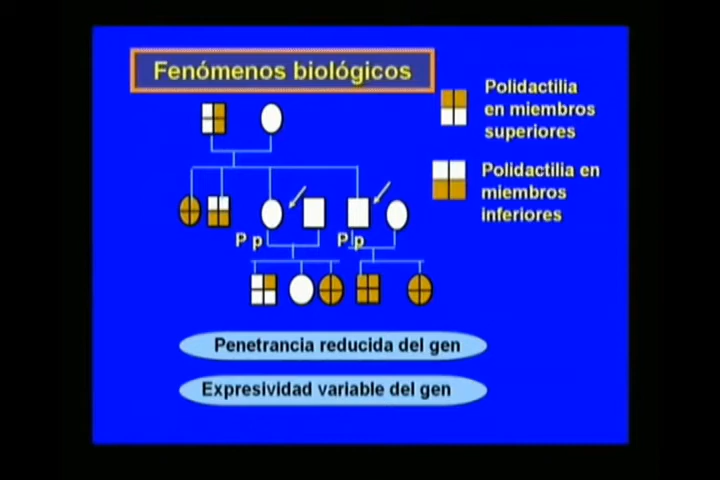 Fenómenos biológicos
Polidactilia
en miembros
superiores
Polidactilia en
miembros
inferiores
P p
P p
Penetrancia reducida del gen
Expresividad variable del gen